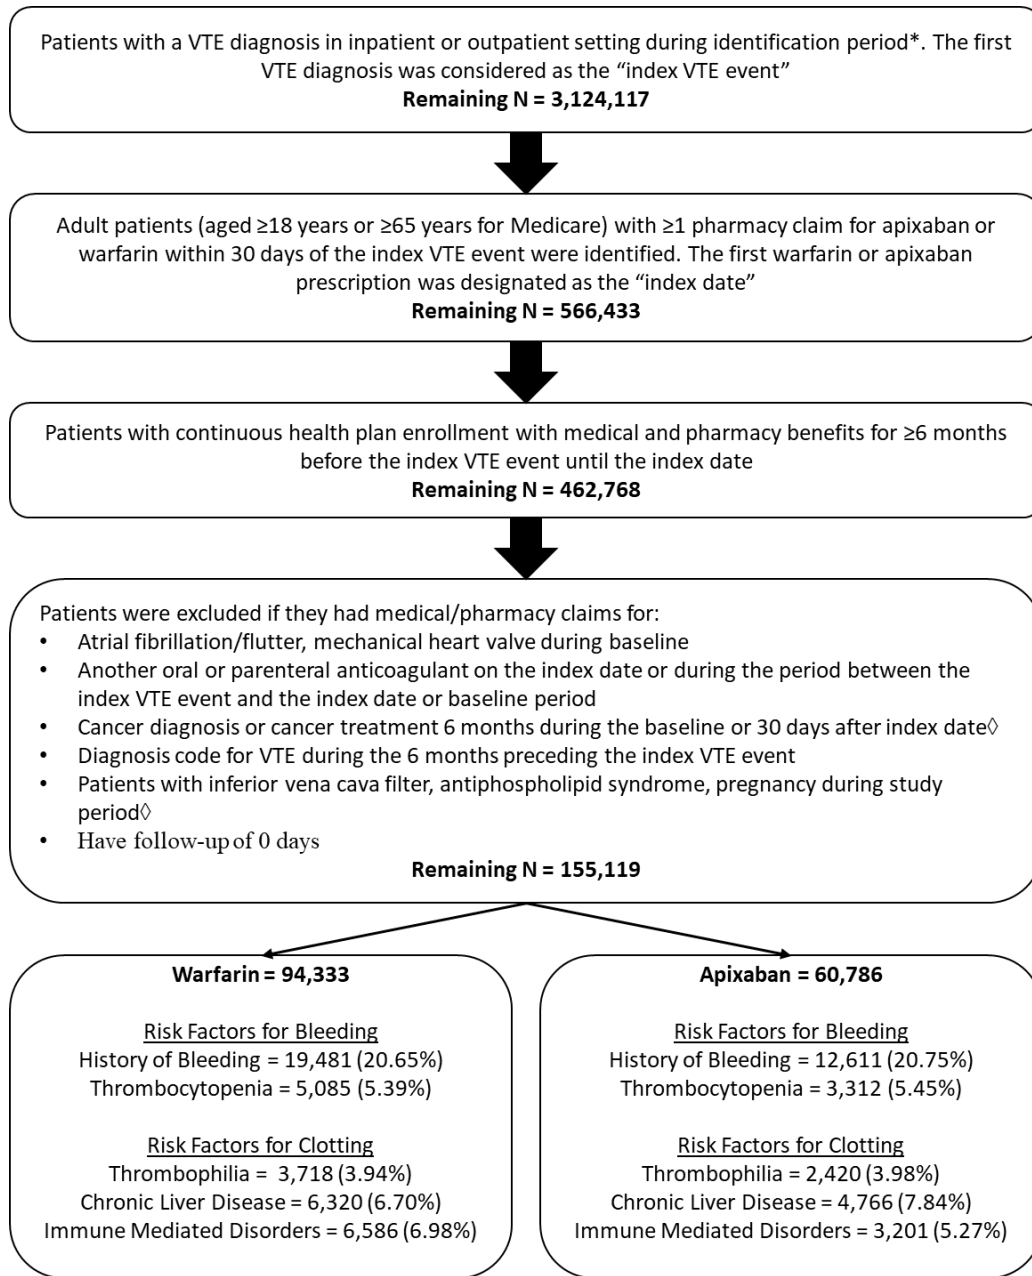 Patients with a VTE diagnosis in inpatient or outpatient setting during identification period*. The first
VTE diagnosis was considered as the “index VTE event”
Remaining N = 3,124,117
Adult patients (aged ≥18 years or ≥65 years for Medicare) with ≥1 pharmacy claim for apixaban or
warfarin within 30 days of the index VTE event were identified. The first warfarin or apixaban
prescription was designated as the “index date”
Remaining N = 566,433
Patients with continuous health plan enrollment with medical and pharmacy benefits for ≥6 months
before the index VTE event until the index date
Remaining N = 462,768
Patients were excluded if they had medical/pharmacy claims for:
• Atrial fibrillation/flutter, mechanical heart valve during baseline
• Another oral or parenteral anticoagulant on the index date or during the period between the
index VTE event and the index date or baseline period
• Cancer diagnosis or cancer treatment 6 months during the baseline or 30 days after index date◊
• Diagnosis code for VTE during the 6 months preceding the index VTE event
• Patients with inferior vena cava filter, antiphospholipid syndrome, pregnancy during study
period◊
• Have follow-up of 0 days
Remaining N = 155,119
Warfarin = 94,333
Risk Factors for Bleeding
History of Bleeding = 19,481 (20.65%)
Thrombocytopenia = 5,085 (5.39%)
Risk Factors for Clotting
Thrombophilia = 3,718 (3.94%)
Chronic Liver Disease = 6,320 (6.70%)
Immune Mediated Disorders = 6,586 (6.98%)
Apixaban = 60,786
Risk Factors for Bleeding
History of Bleeding = 12,611 (20.75%)
Thrombocytopenia = 3,312 (5.45%)
Risk Factors for Clotting
Thrombophilia = 2,420 (3.98%)
Chronic Liver Disease = 4,766 (7.84%)
Immune Mediated Disorders = 3,201 (5.27%)